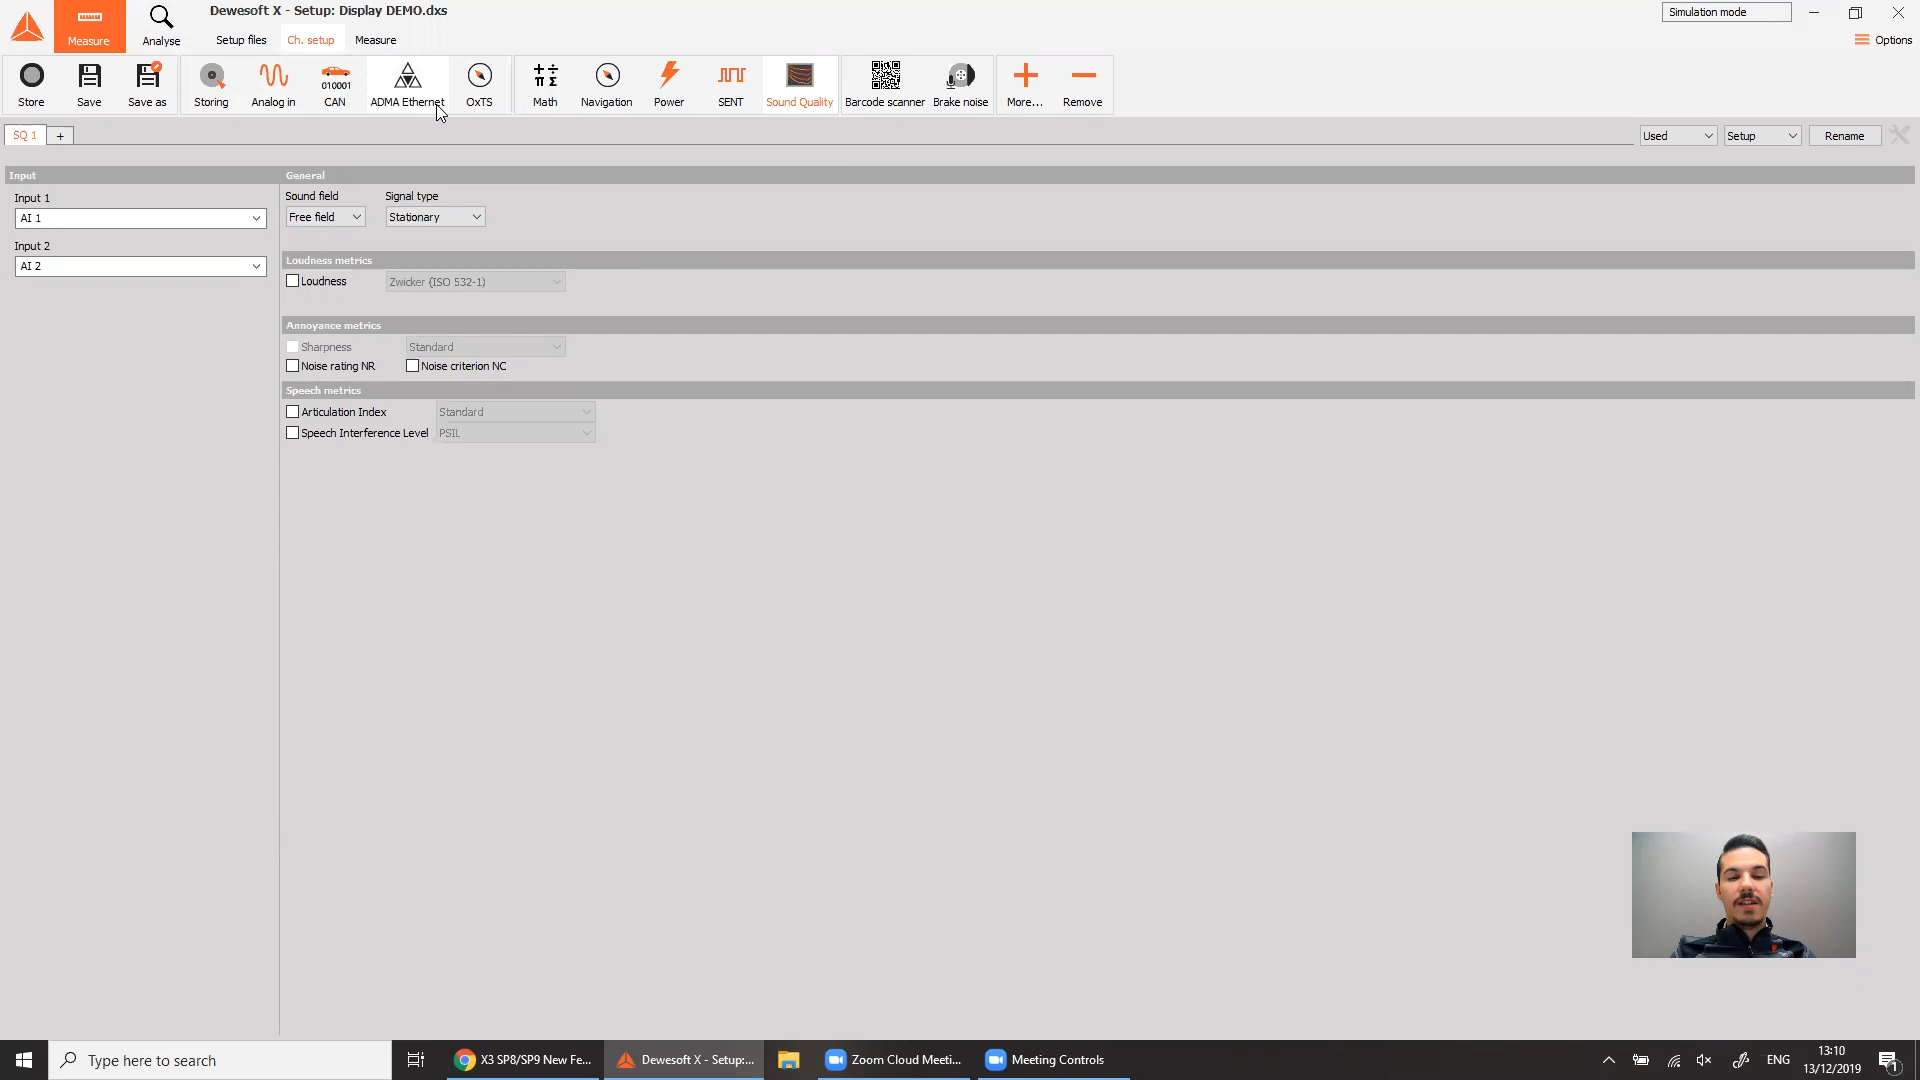 Measure
Analyse
Dewesoft X - Setup: Display DEMO.dxs
Setup files
Ch. setup
Measure
Simulation mode
Options
Store
Save
Save as
Storing
Analog in
010001
CAN
ADMA Ethernet
OxTS
Math
Navigation
Power
SENT
Sound Quality
Barcode scanner
Brake noise
More...
Remove
SQ 1
+
Used
Setup
Rename
Input
Input 1
AI 1
Input 2
AI 2
General
Sound field
Signal type
Free field
Stationary
Loudness metrics
Loudness
Zwicker (ISO 532-1)
Annoyance metrics
Sharpness
Standard
Noise rating NR
Noise criterion NC
Speech metrics
Articulation Index
Standard
Speech Interference Level
PSIL
Type here to search
X3 SP8/SP9 New Fe...
Dewesoft X - Setup:...
Zoom Cloud Meeti...
Meeting Controls
ENG
13:10
13/12/2019
1